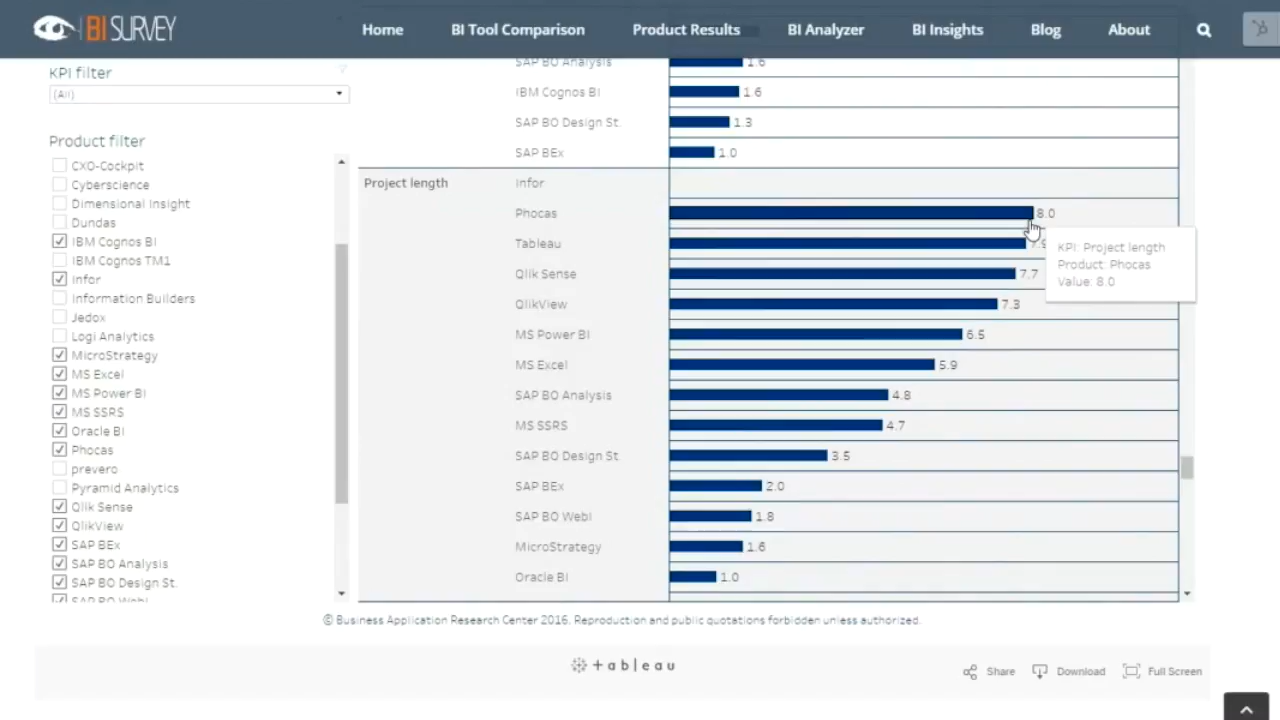 BI SURVEY
Home
BI Tool Comparison
Product Results
BI Analyzer
BI Insights
Blog
About
KPI filter
(All)
Product filter
CXO-Cockpit
Cyberscience
Dimensional Insight
Dundas
IBM Cognos BI
IBM Cognos TM1
Infor
Information Builders
Jedox
Logi Analytics
MicroStrategy
MS Excel
MS Power BI
MS SSRS
Oracle BI
Phocas
prevero
Pyramid Analytics
Qlik Sense
QlikView
SAP BEx
SAP BO Analysis
SAP BO Design St.
SAP BO WebI
SAP BO Analysis 1.6
IBM Cognos BI 1.6
SAP BO Design St. 1.3
SAP BEx 1.0
Project length Infor
Phocas 8.0
Tableau 7.9
Qlik Sense 7.7
QlikView 7.3
MS Power BI 6.5
MS Excel 5.9
SAP BO Analysis 4.8
MS SSRS 4.7
SAP BO Design St. 3.5
SAP BEx 2.0
SAP BO WebI 1.8
MicroStrategy 1.6
Oracle BI 1.0
KPI: Project length
Product: Phocas
Value: 8.0
© Business Application Research Center 2016. Reproduction and public quotations forbidden unless authorized.
+ableau
Share
Download
Full Screen